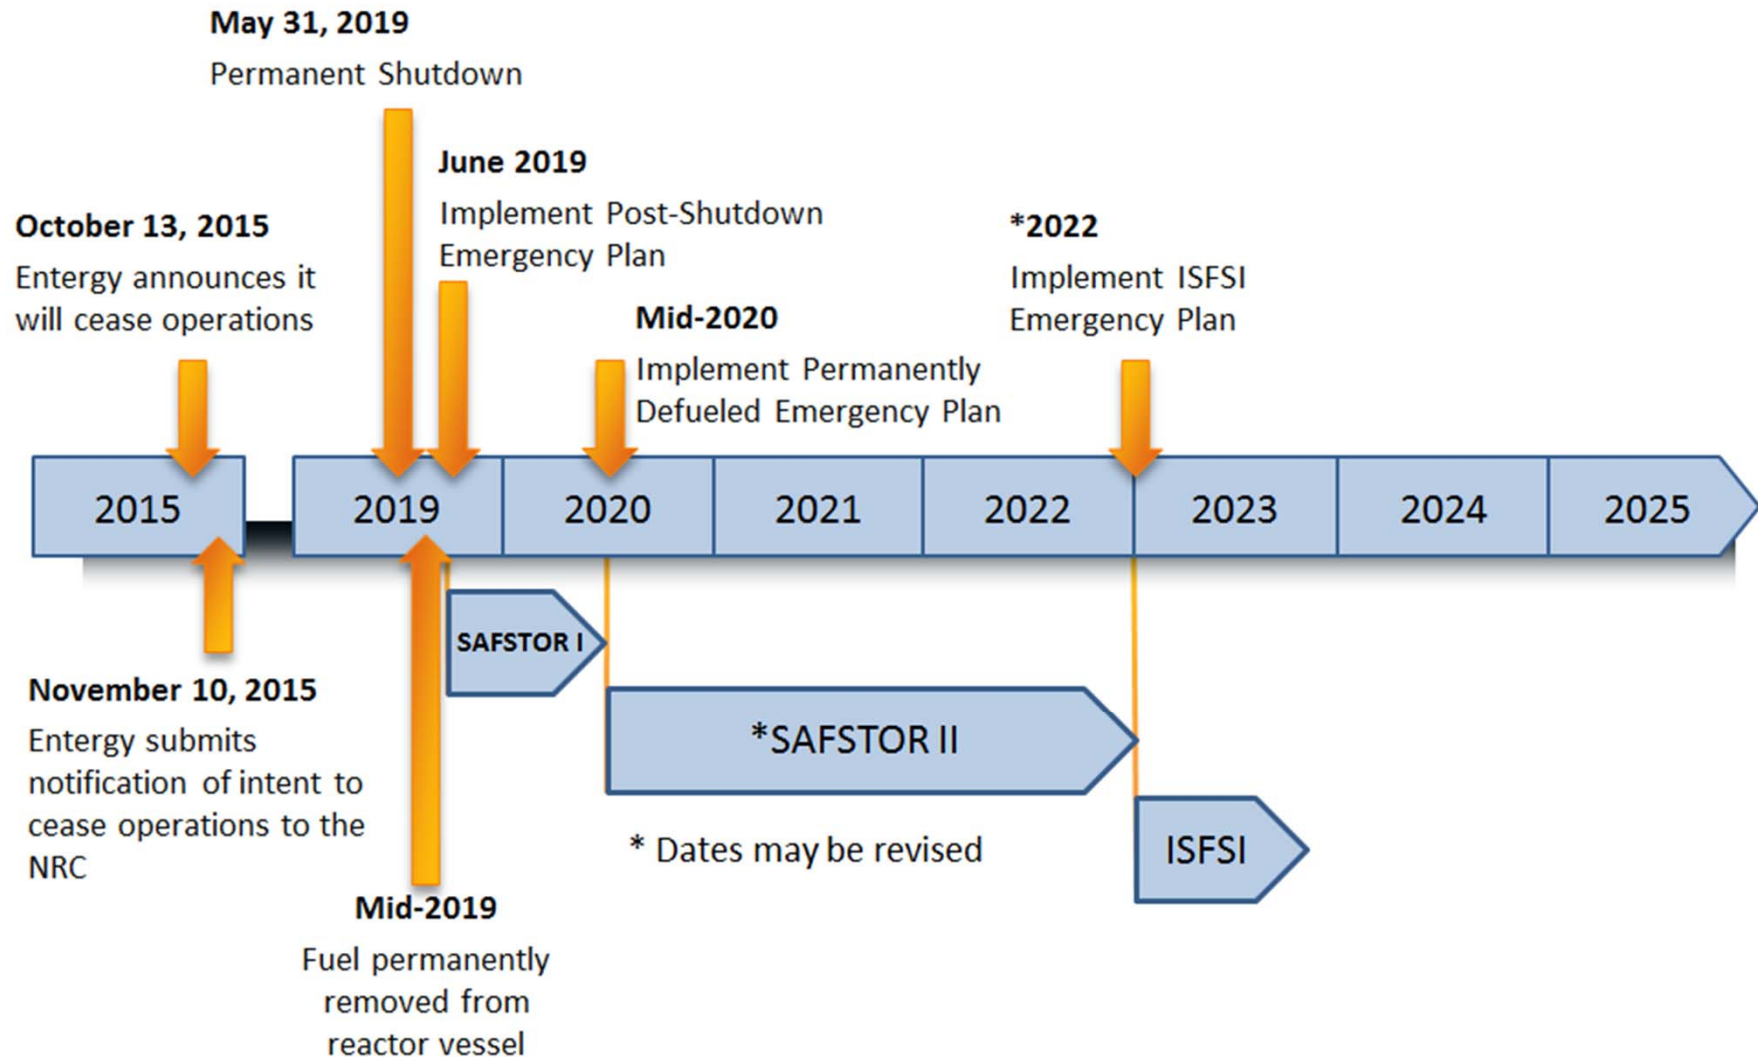 May 31, 2019
Permanent Shutdown
June 2019
Implement Post-Shutdown
Emergency Plan
October 13, 2015
Entergy announces it
will cease operations
*2022
Implement ISFSI
Emergency Plan
Mid-2020
Implement Permanently
Defueled Emergency Plan
2015
2019
2020
2021
2022
2023
2024
2025
SAFSTOR I
November 10, 2015
Entergy submits
notification of intent to
cease operations to the
NRC
*SAFSTOR II
* Dates may be revised
ISFSI
Mid-2019
Fuel permanently
removed from
reactor vessel